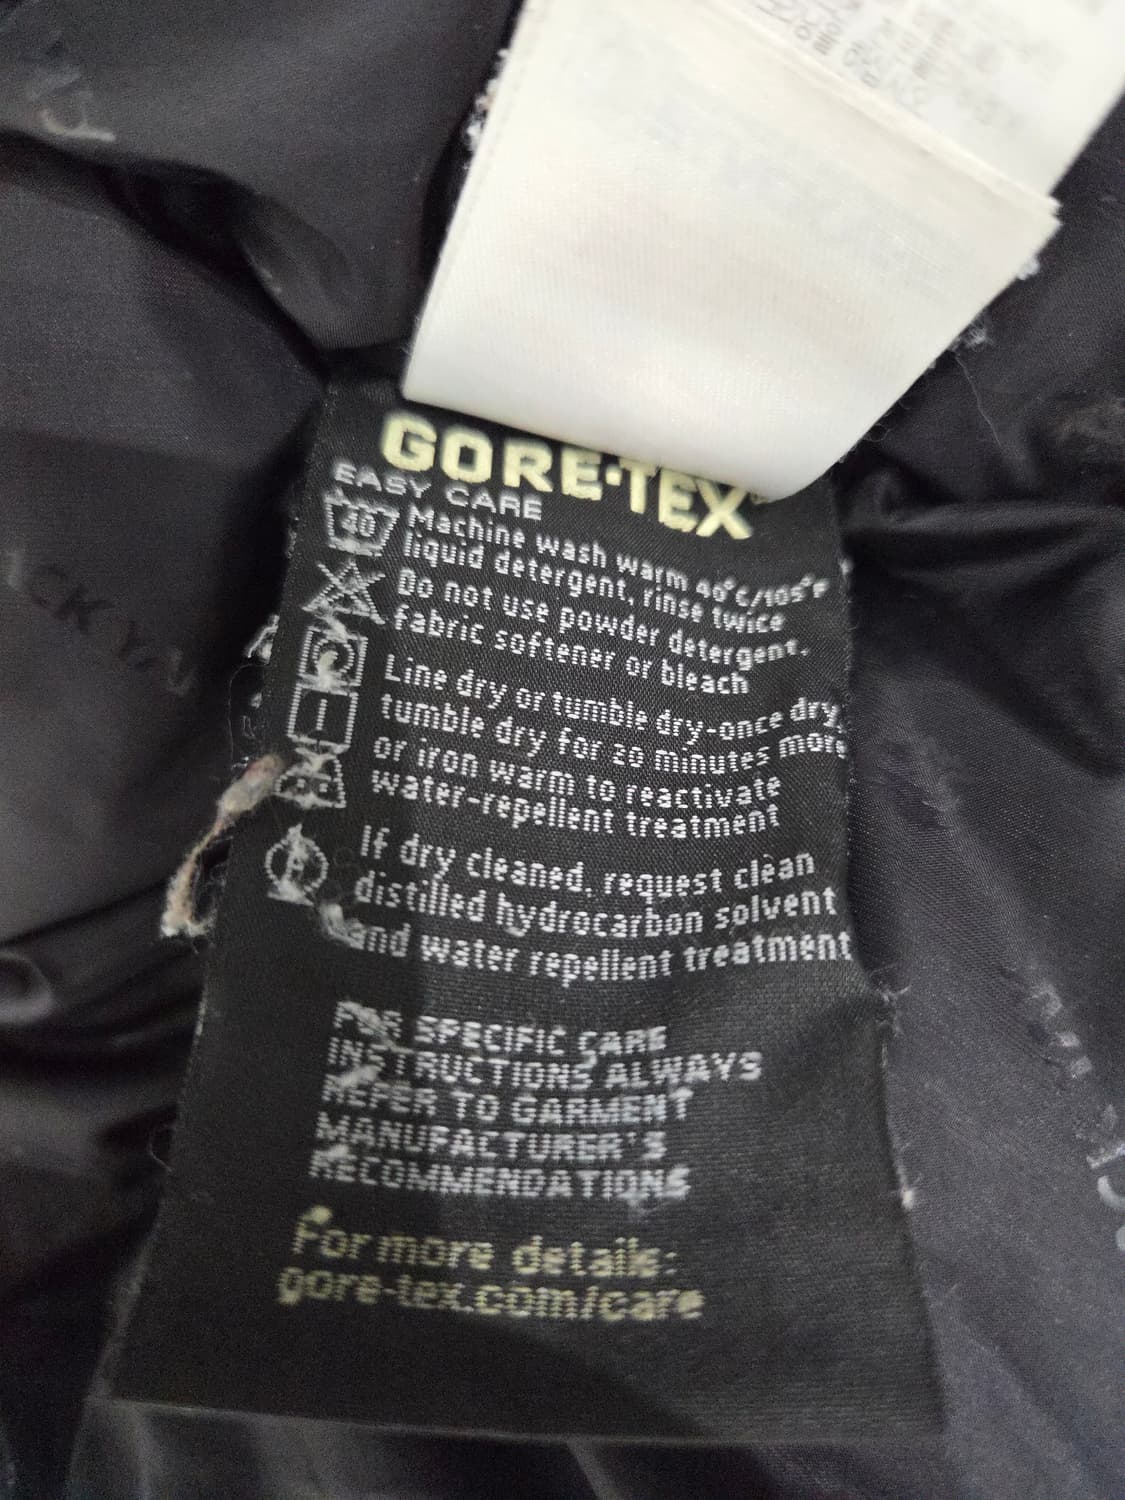 GORE-TEX
EASY CARE
40
Machine wash warm 40°C/105°F
liquid detergent, rinse twice
Do not use powder detergent.
fabric softener or bleach
Line dry or tumble dry-once dry,
tumble dry for 20 minutes more
or iron warm to reactivate
water-repellent treatment
If dry cleaned, request clean
distilled hydrocarbon solvent
and water repellent treatment
FOR SPECIFIC CARE
INSTRUCTIONS ALWAYS
REFER TO GARMENT
MANUFACTURER'S
RECOMMENDATIONS
For more details:
gore-tex.com/care